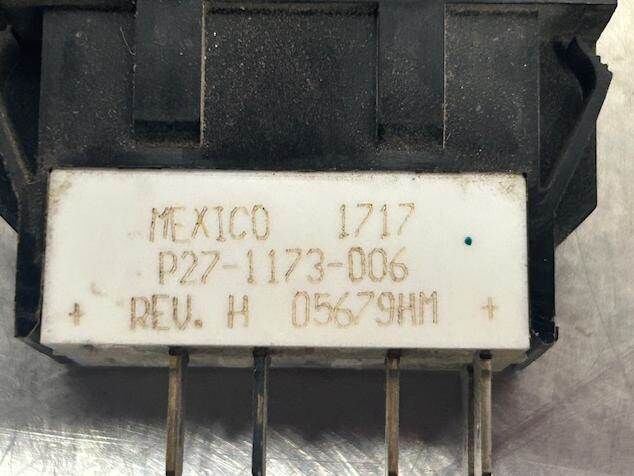 MEXICO 1717
P27-1173-006
+ REV. H 05679HM +